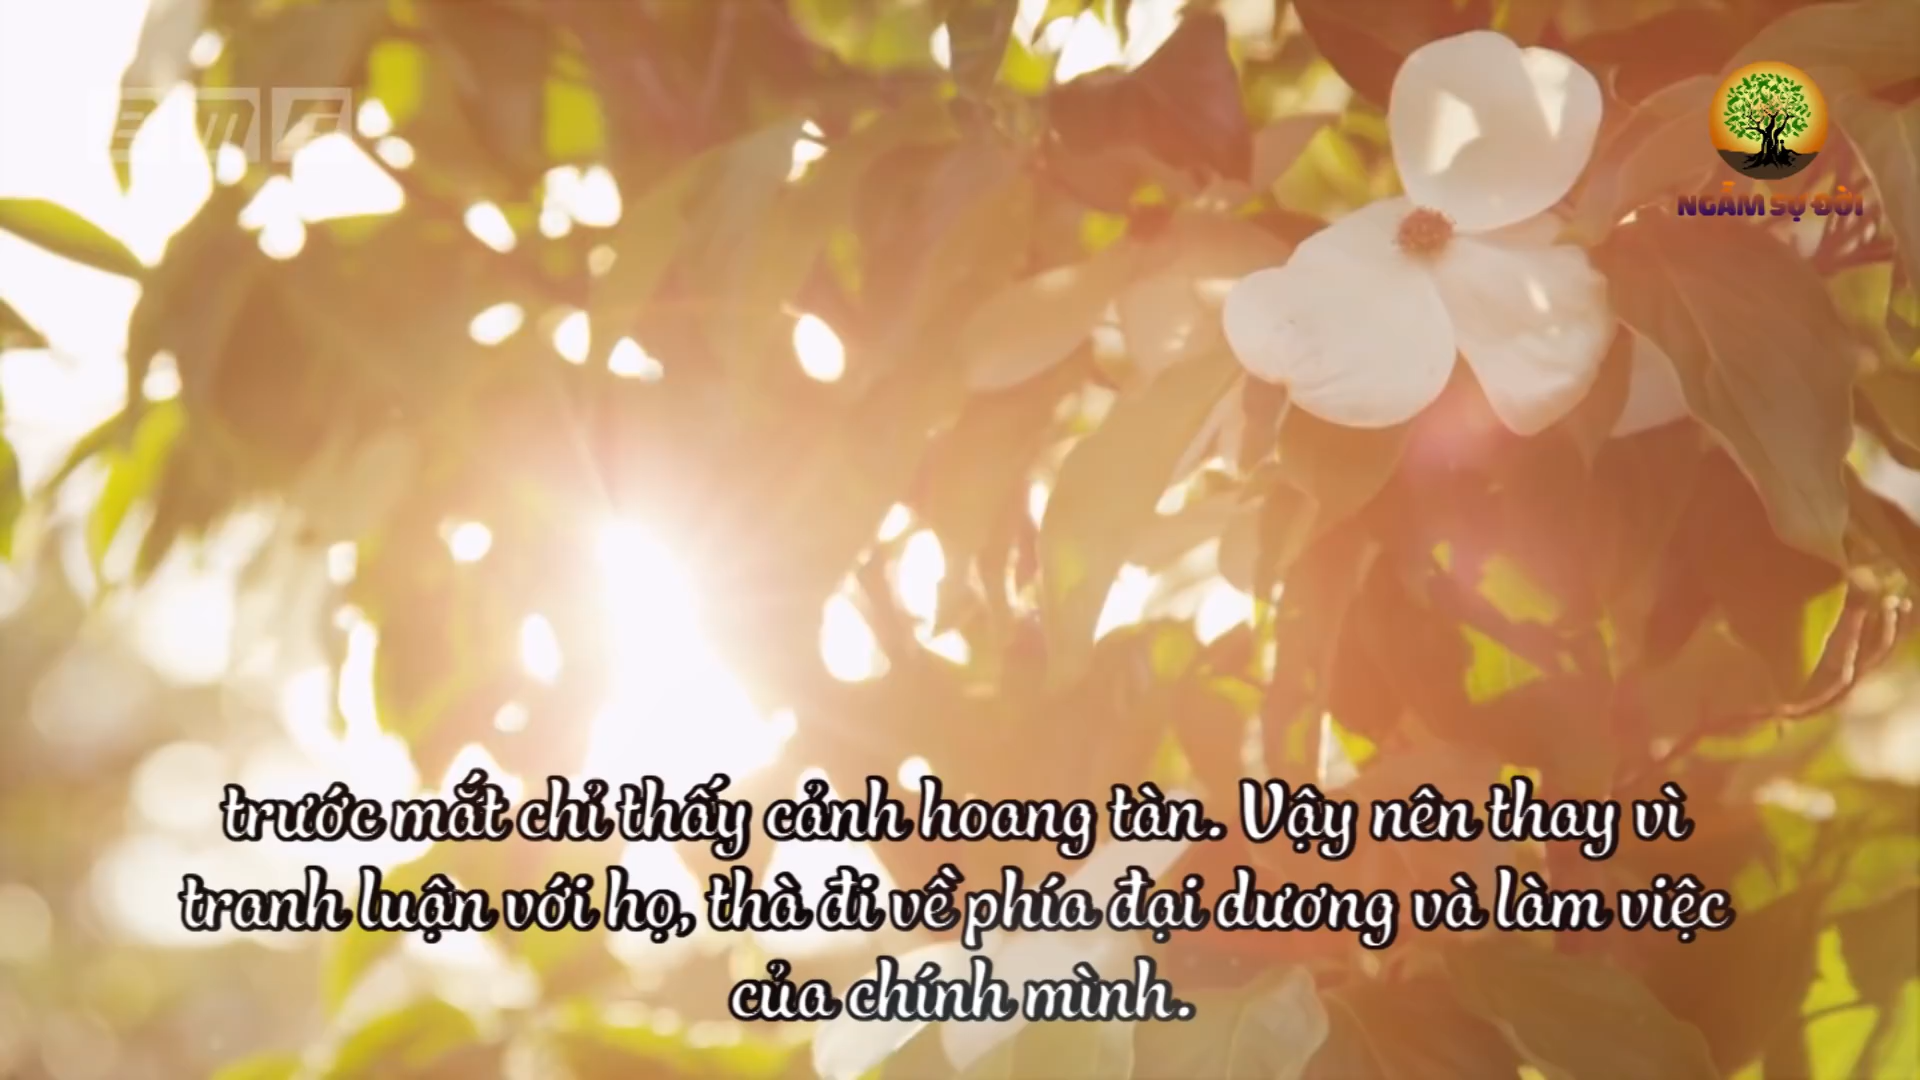 NGẪM SỰ ĐỜI
trước mắt chỉ thấy cảnh hoang tàn. Vậy nên thay vì
tranh luận với họ, thà đi về phía đại dương và làm việc
của chính mình.